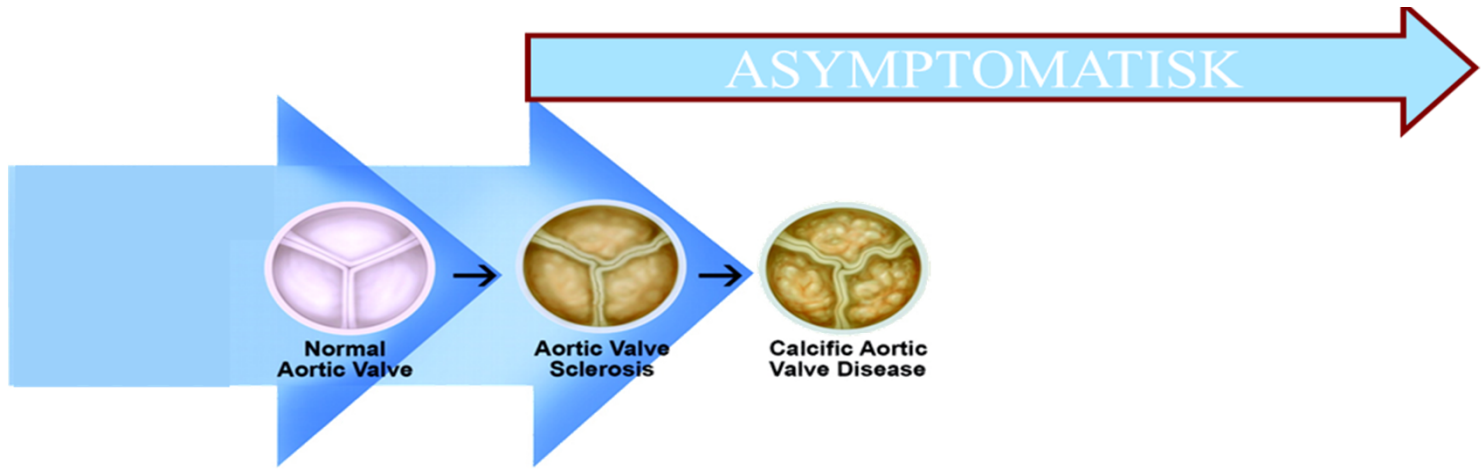 ASYMPTOMATISK
Normal
Aortic Valve
Aortic Valve
Sclerosis
Calcific Aortic
Valve Disease